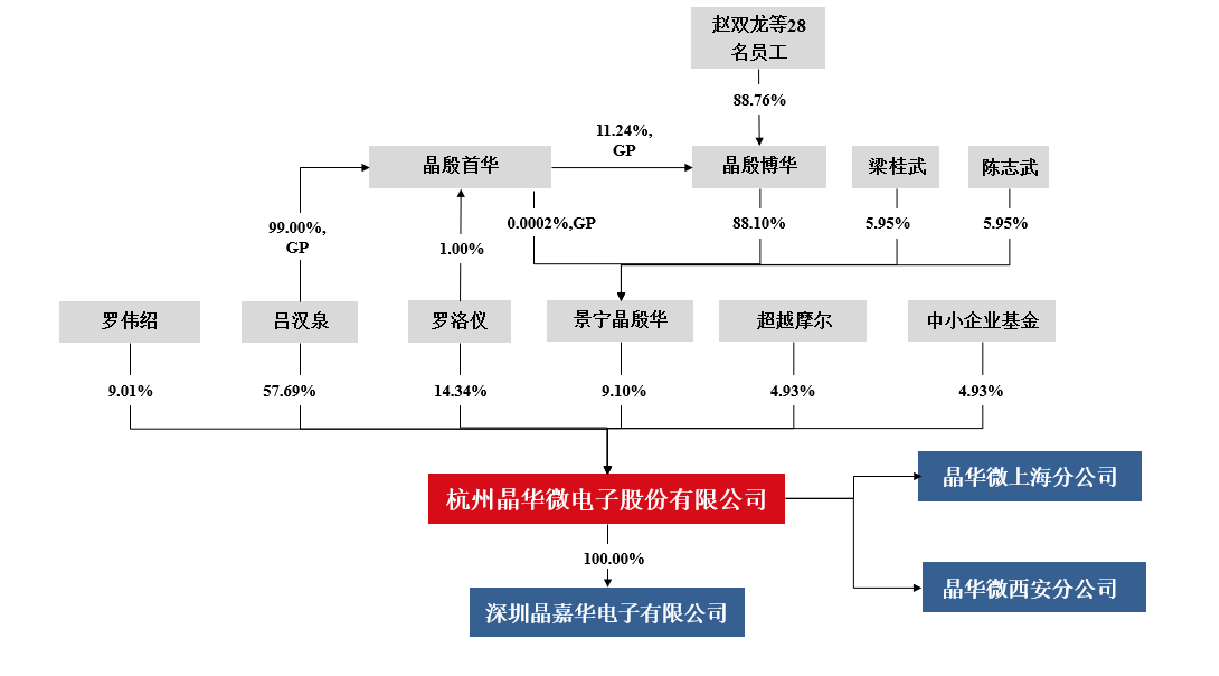 赵双龙等28
名员工
88.76%
11.24%,
GP
晶殷首华
晶殷博华
梁桂武
陈志武
99.00%,
GP
1.00%
0.0002%,GP
88.10%
5.95%
5.95%
罗伟绍
吕汉泉
罗洛仪
景宁晶殷华
超越摩尔
中小企业基金
9.01%
57.69%
14.34%
9.10%
4.93%
4.93%
杭州晶华微电子股份有限公司
晶华微上海分公司
100.00%
晶华微西安分公司
深圳晶嘉华电子有限公司